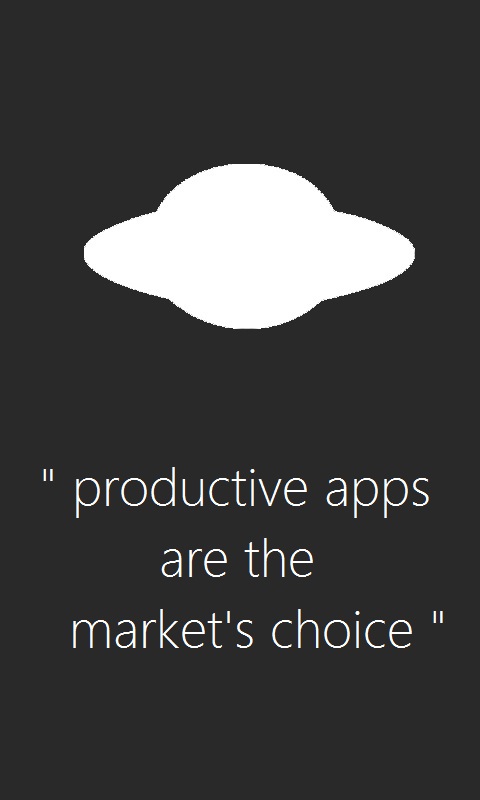 " productive apps
are the
market's choice "